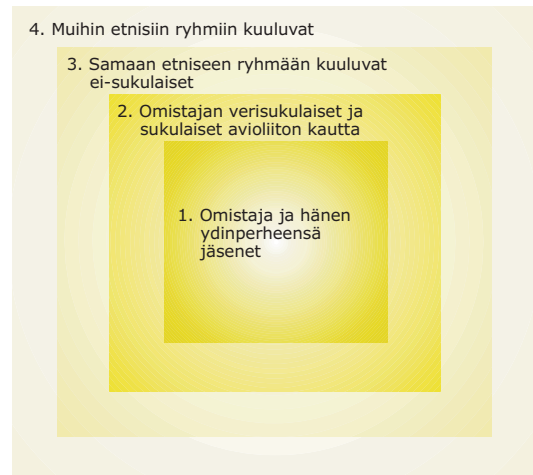 4. Muihin etnisiin ryhmiin kuuluvat
3. Samaan etniseen ryhmään kuuluvat
ei-sukulaiset
2. Omistajan verisukulaiset ja
sukulaiset avioliiton kautta
1. Omistaja ja hänen
ydinperheensä
jäsenet